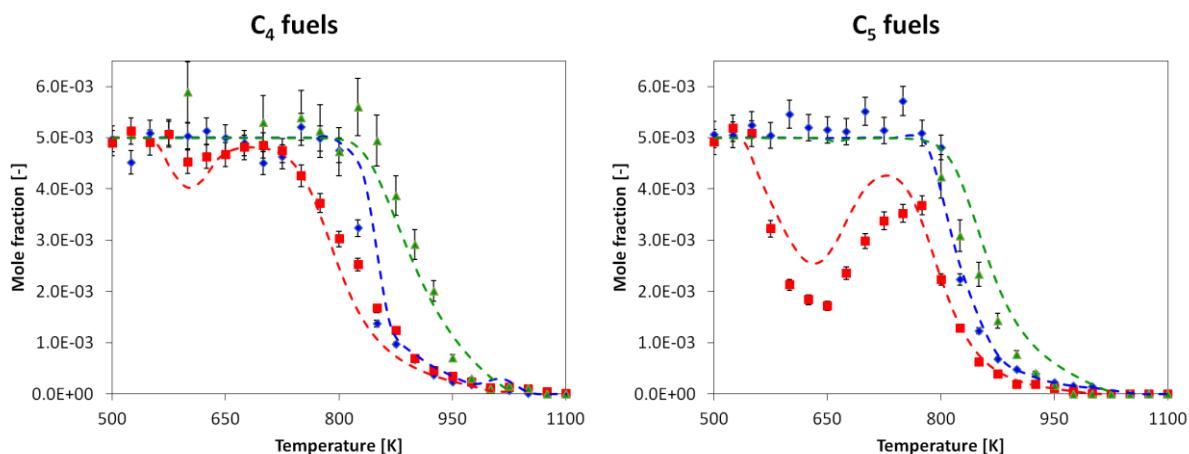 C₄ fuels
Mole fraction [-]
6.0E-03
5.0E-03
4.0E-03
3.0E-03
2.0E-03
1.0E-03
0.0E+00
500
650
800
950
1100
Temperature [K]
C₅ fuels
Mole fraction [-]
6.0E-03
5.0E-03
4.0E-03
3.0E-03
2.0E-03
1.0E-03
0.0E+00
500
650
800
950
1100
Temperature [K]